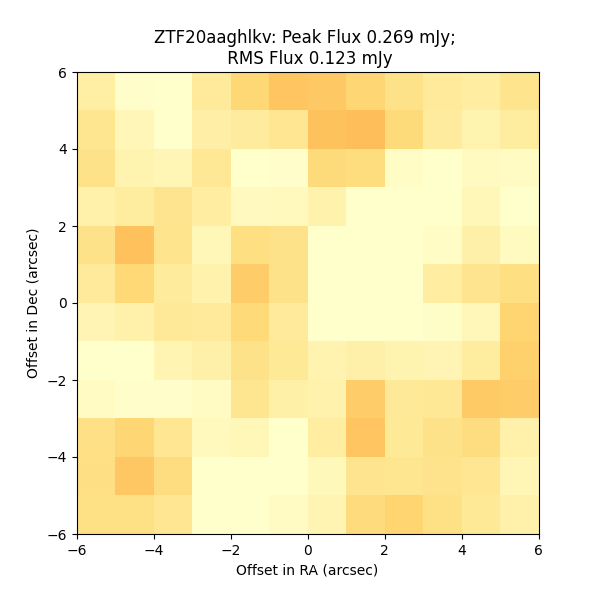 ZTF20aaghlkv: Peak Flux 0.269 mJy;
RMS Flux 0.123 mJy
6
4
2
0
−2
−4
−6
Offset in Dec (arcsec)
−6 −4 −2 0 2 4 6
Offset in RA (arcsec)